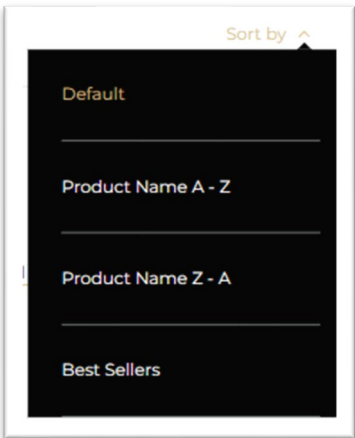 Sort by
Default
Product Name A - Z
Product Name Z - A
Best Sellers